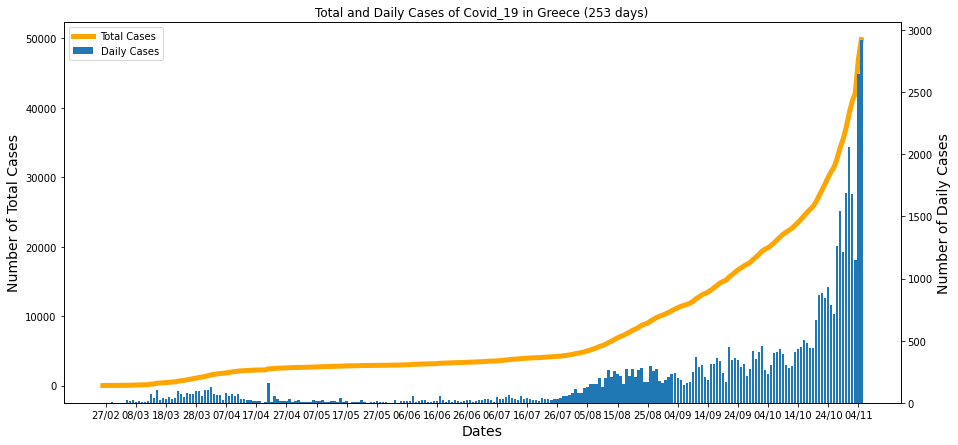 Total and Daily Cases of Covid_19 in Greece (253 days)
Total Cases
Daily Cases
Number of Total Cases
50000
40000
30000
20000
10000
0
Number of Daily Cases
3000
2500
2000
1500
1000
500
0
27/02 08/03 18/03 28/03 07/04 17/04 27/04 07/05 17/05 27/05 06/06 16/06 26/06 06/07 16/07 26/07 05/08 15/08 25/08 04/09 14/09 24/09 04/10 14/10 24/10 04/11
Dates